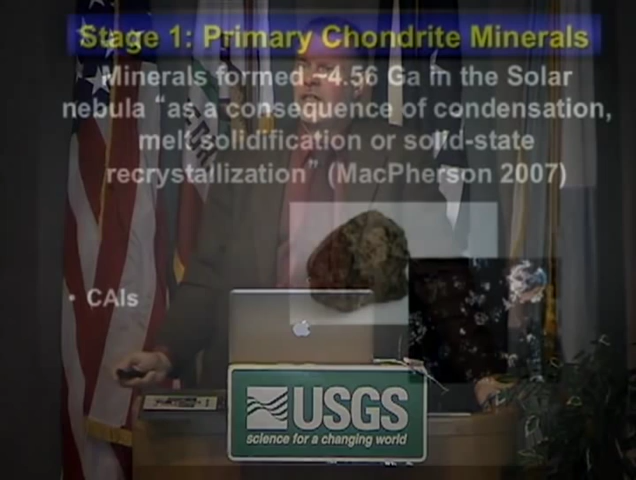 Stage 1: Primary Chondrite Minerals
Minerals formed ~4.56 Ga in the Solar
nebula “as a consequence of condensation,
melt solidification or solid-state
recrystallization” (MacPherson 2007)
• CAIs
USGS
science for a changing world